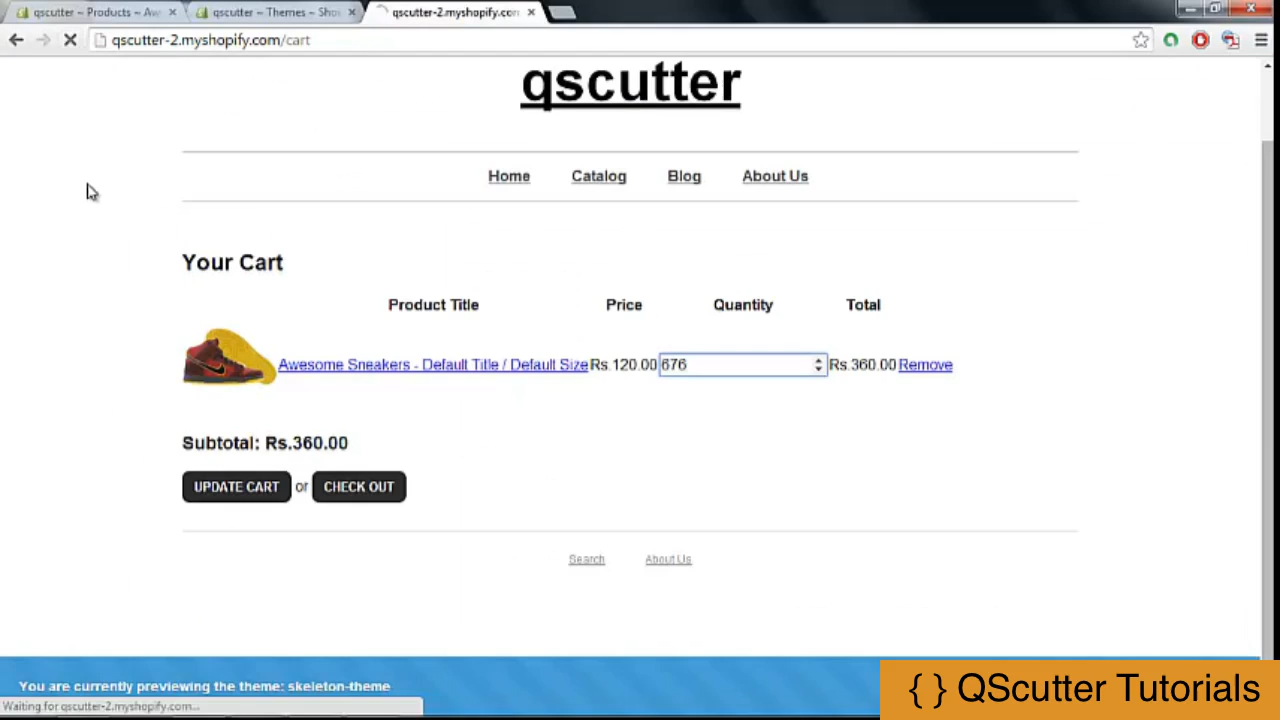 qscutter ~ Products ~ Aw
qscutter ~ Themes ~ Sho
qscutter-2.myshopify.com
qscutter-2.myshopify.com/cart
qscutter
Home Catalog Blog About Us
Your Cart
Product Title Price Quantity Total
Awesome Sneakers - Default Title / Default Size Rs.120.00 676 Rs.360.00 Remove
Subtotal: Rs.360.00
UPDATE CART or CHECK OUT
Search About Us
You are currently previewing the theme: skeleton-theme
Waiting for qscutter-2.myshopify.com...
{ } QScutter Tutorials